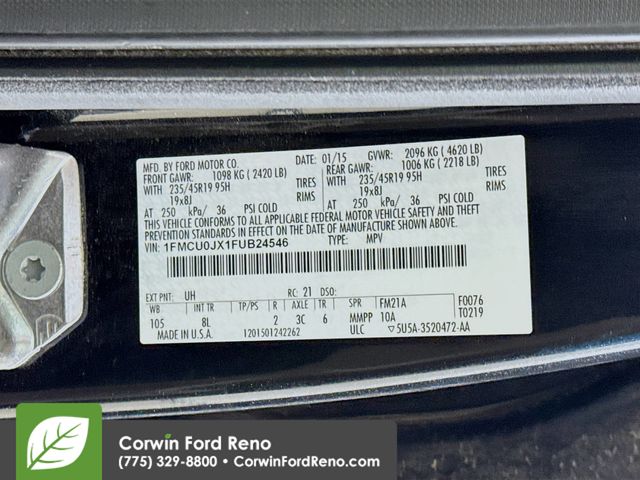 MFD. BY FORD MOTOR CO. DATE: 01/15 GVWR: 2096 KG ( 4620 LB)
FRONT GAWR: 1098 KG ( 2420 LB) REAR GAWR: 1006 KG ( 2218 LB)
WITH 235/45R19 95H TIRES WITH 235/45R19 95H TIRES
19x8J RIMS 19x8J RIMS
AT 250 kPa/ 36 PSI COLD AT 250 kPa/ 36 PSI COLD
THIS VEHICLE CONFORMS TO ALL APPLICABLE FEDERAL MOTOR VEHICLE SAFETY AND THEFT
PREVENTION STANDARDS IN EFFECT ON THE DATE OF MANUFACTURE SHOWN ABOVE.
VIN: 1FMCU0JX1FUB24546 TYPE: MPV
EXT PNT: UH RC: 21 DSO:
WB INT TR TP/PS R AXLE TR SPR FM21A F0076
105 8L 2 3C 6 MMPP 10A T0219
MADE IN U.S.A. 1201501242262 ULC ▽5U5A-3520472-AA
Corwin Ford Reno
(775) 329-8800 • CorwinFordReno.com